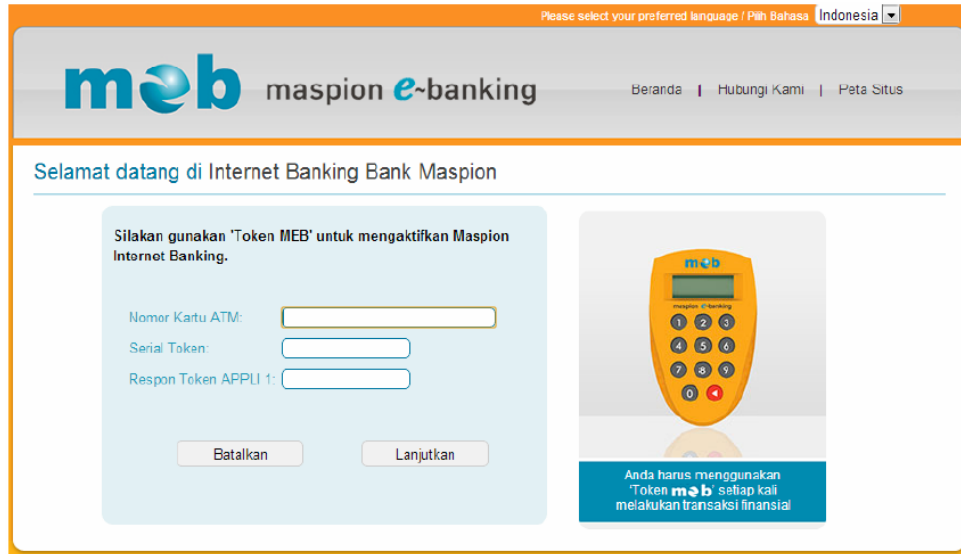 Please select your preferred language / Pilih Bahasa Indonesia
meb maspion e~banking
Beranda | Hubungi Kami | Peta Situs
Selamat datang di Internet Banking Bank Maspion
Silakan gunakan 'Token MEB' untuk mengaktifkan Maspion
Internet Banking.
Nomor Kartu ATM:
Serial Token:
Respon Token APPLI 1:
Batalkan Lanjutkan
meb
maspion e-banking
1 2 3
4 5 6
7 8 9
0
Anda harus menggunakan
'Token meb' setiap kali
melakukan transaksi finansial